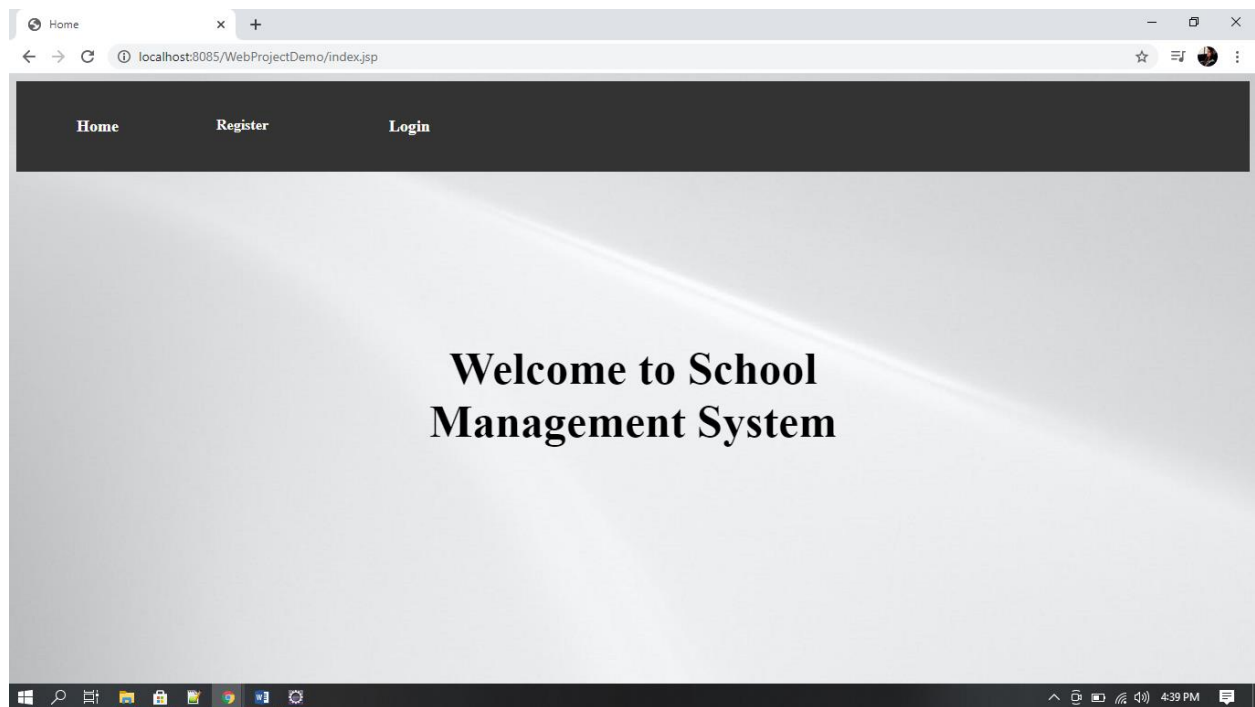 Home
localhost:8085/WebProjectDemo/index.jsp
Home Register Login
Welcome to School
Management System
4:39 PM